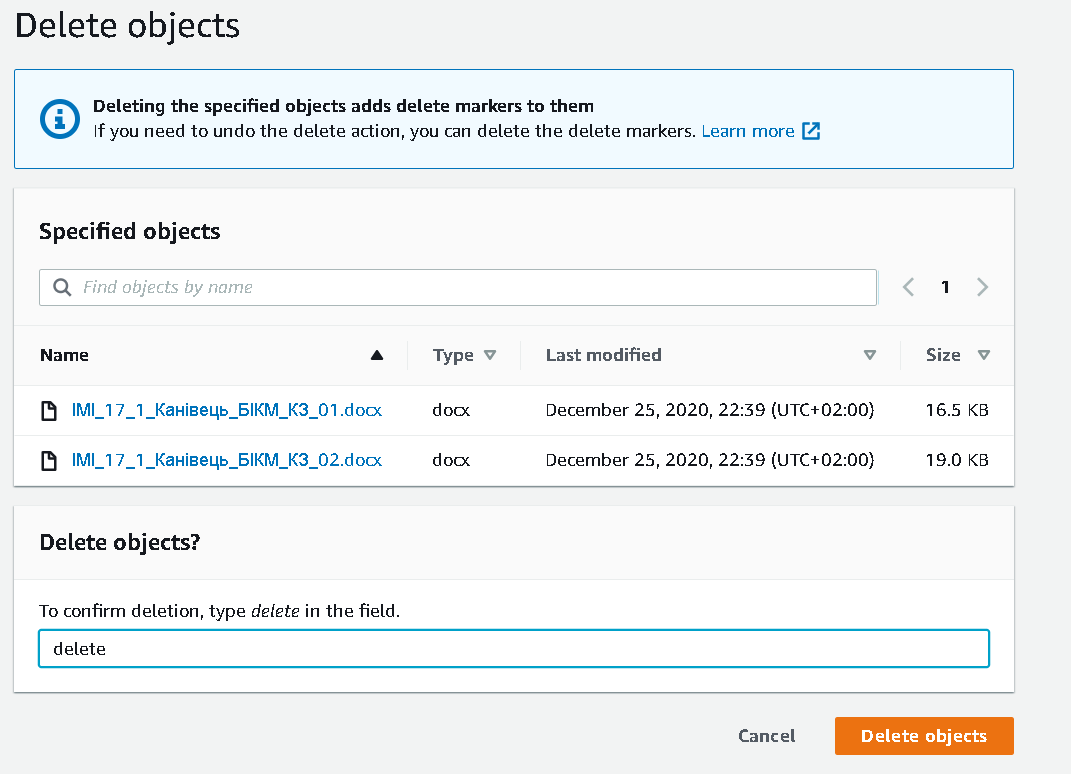 Delete objects
Deleting the specified objects adds delete markers to them
If you need to undo the delete action, you can delete the delete markers. Learn more
Specified objects
Find objects by name
1
Name Type Last modified Size
ІМІ_17_1_Канівець_БІКМ_КЗ_01.docx docx December 25, 2020, 22:39 (UTC+02:00) 16.5 KB
ІМІ_17_1_Канівець_БІКМ_КЗ_02.docx docx December 25, 2020, 22:39 (UTC+02:00) 19.0 KB
Delete objects?
To confirm deletion, type delete in the field.
delete
Cancel Delete objects